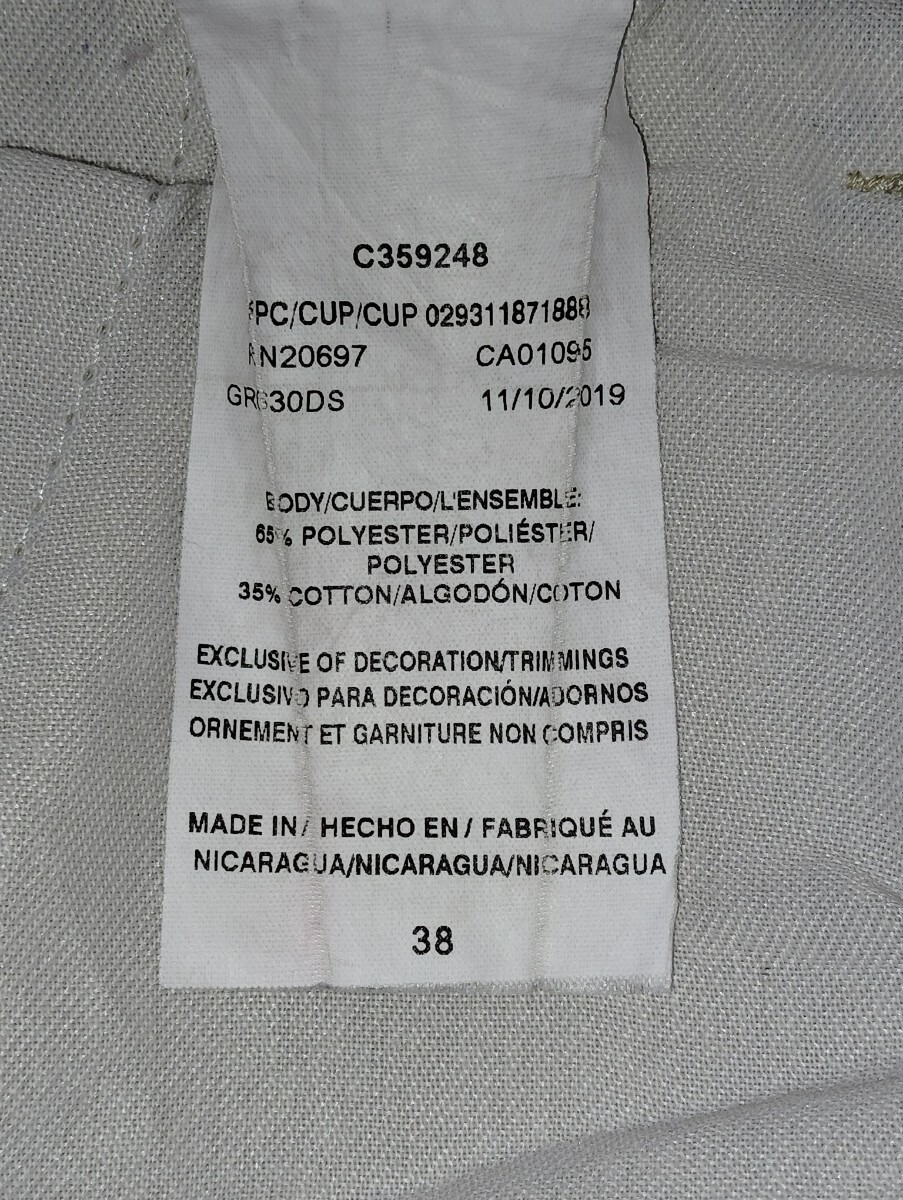 C359248
PC/CUP/CUP 029311871888
RN20697 CA01095
11/10/2019
BODY/CUERPO/L'ENSEMBLE:
65% POLYESTER/POLIÉSTER/
POLYESTER
35% COTTON/ALGODÓN/COTON
EXCLUSIVE OF DECORATION/TRIMMINGS
EXCLUSIVO PARA DECORACIÓN/ADORNOS
ORNEMENT ET GARNITURE NON COMPRIS
MADE IN/ HECHO EN/ FABRIQUÉ AU
NICARAGUA/NICARAGUA/NICARAGUA
38